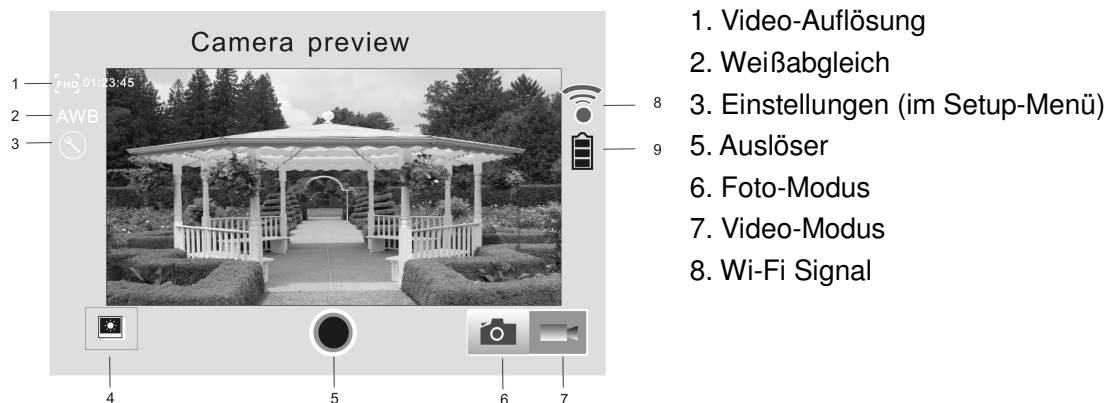 Camera preview
1 FHD 01:23:45
2 AWB
3
8
9
4
5
6
7
1. Video-Auflösung
2. Weißabgleich
3. Einstellungen (im Setup-Menü)
5. Auslöser
6. Foto-Modus
7. Video-Modus
8. Wi-Fi Signal